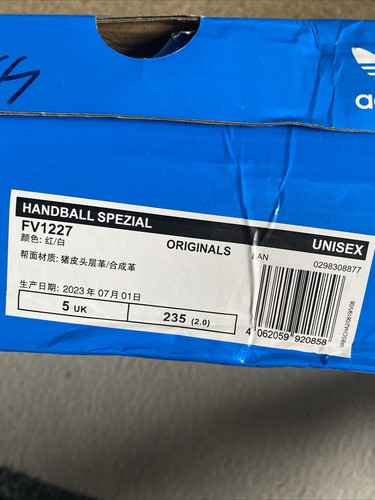 ad
HANDBALL SPEZIAL
FV1227
颜色: 红/白
ORIGINALS
UNISEX
帮面材质: 猪皮头层革/合成革
0298308877
生产日期: 2023 年 07 月 01 日
5 UK
235 (2.0)
4 062059 920858